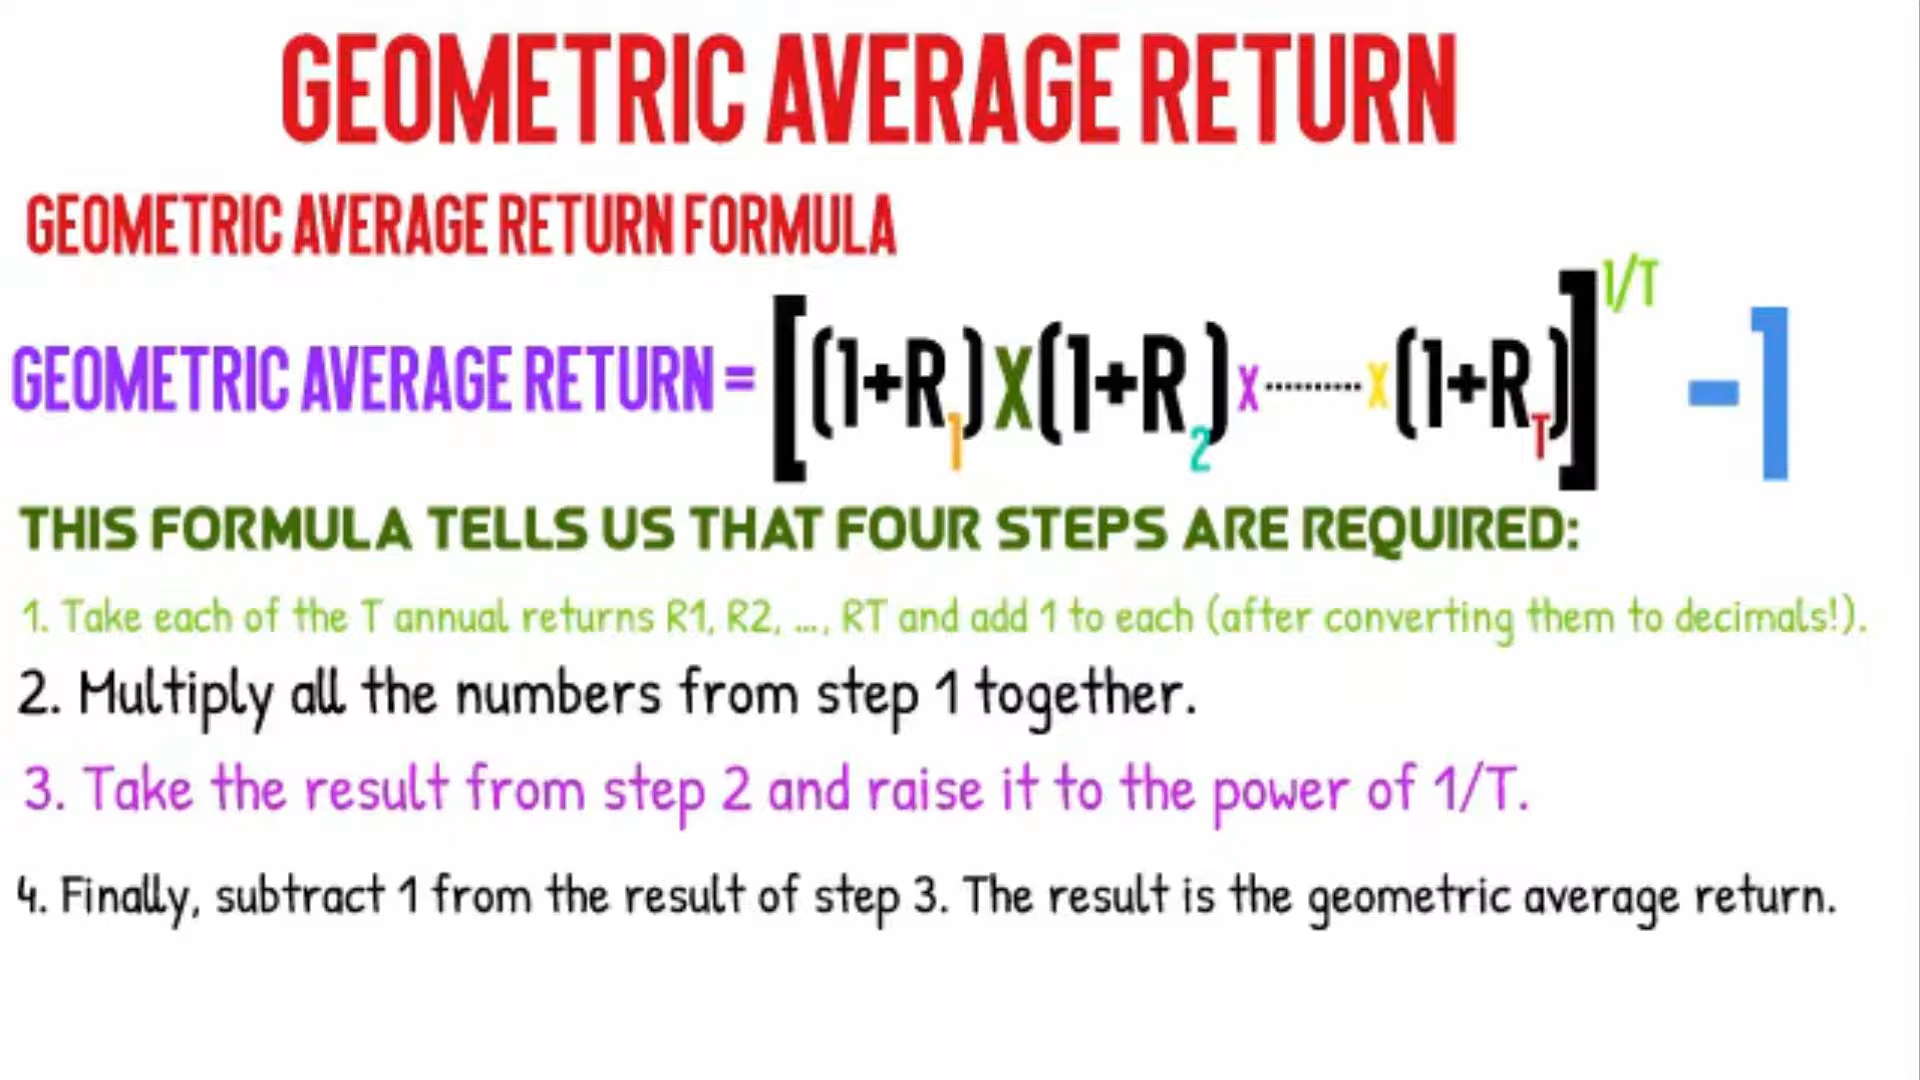 GEOMETRIC AVERAGE RETURN
GEOMETRIC AVERAGE RETURN FORMULA
GEOMETRIC AVERAGE RETURN = [(1+R₁)X(1+R₂)x..........x(1+R_T)]^1/T -1
THIS FORMULA TELLS US THAT FOUR STEPS ARE REQUIRED:
1. Take each of the T annual returns R1, R2, ..., RT and add 1 to each (after converting them to decimals!).
2. Multiply all the numbers from step 1 together.
3. Take the result from step 2 and raise it to the power of 1/T.
4. Finally, subtract 1 from the result of step 3. The result is the geometric average return.